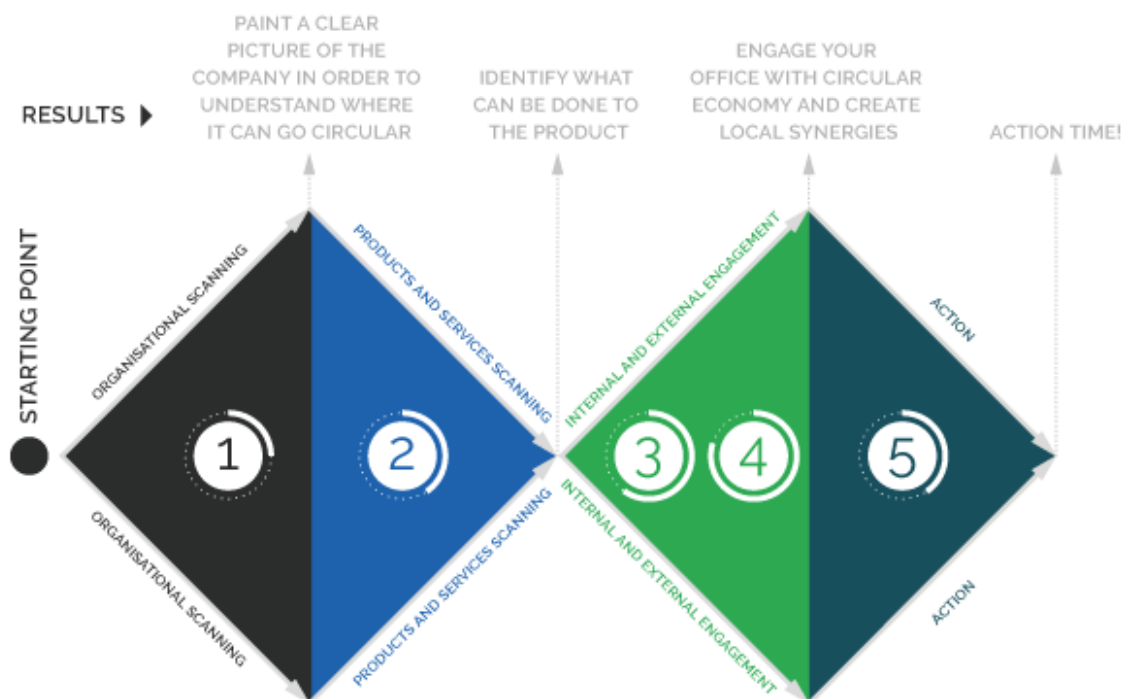 PAINT A CLEAR
PICTURE OF THE
COMPANY IN ORDER TO
UNDERSTAND WHERE
IT CAN GO CIRCULAR
IDENTIFY WHAT
CAN BE DONE TO
THE PRODUCT
ENGAGE YOUR
OFFICE WITH CIRCULAR
ECONOMY AND CREATE
LOCAL SYNERGIES
ACTION TIME!
RESULTS
STARTING POINT
ORGANISATIONAL SCANNING
PRODUCTS AND SERVICES SCANNING
INTERNAL AND EXTERNAL ENGAGEMENT
ACTION
1
2
3
4
5
ORGANISATIONAL SCANNING
PRODUCTS AND SERVICES SCANNING
INTERNAL AND EXTERNAL ENGAGEMENT
ACTION